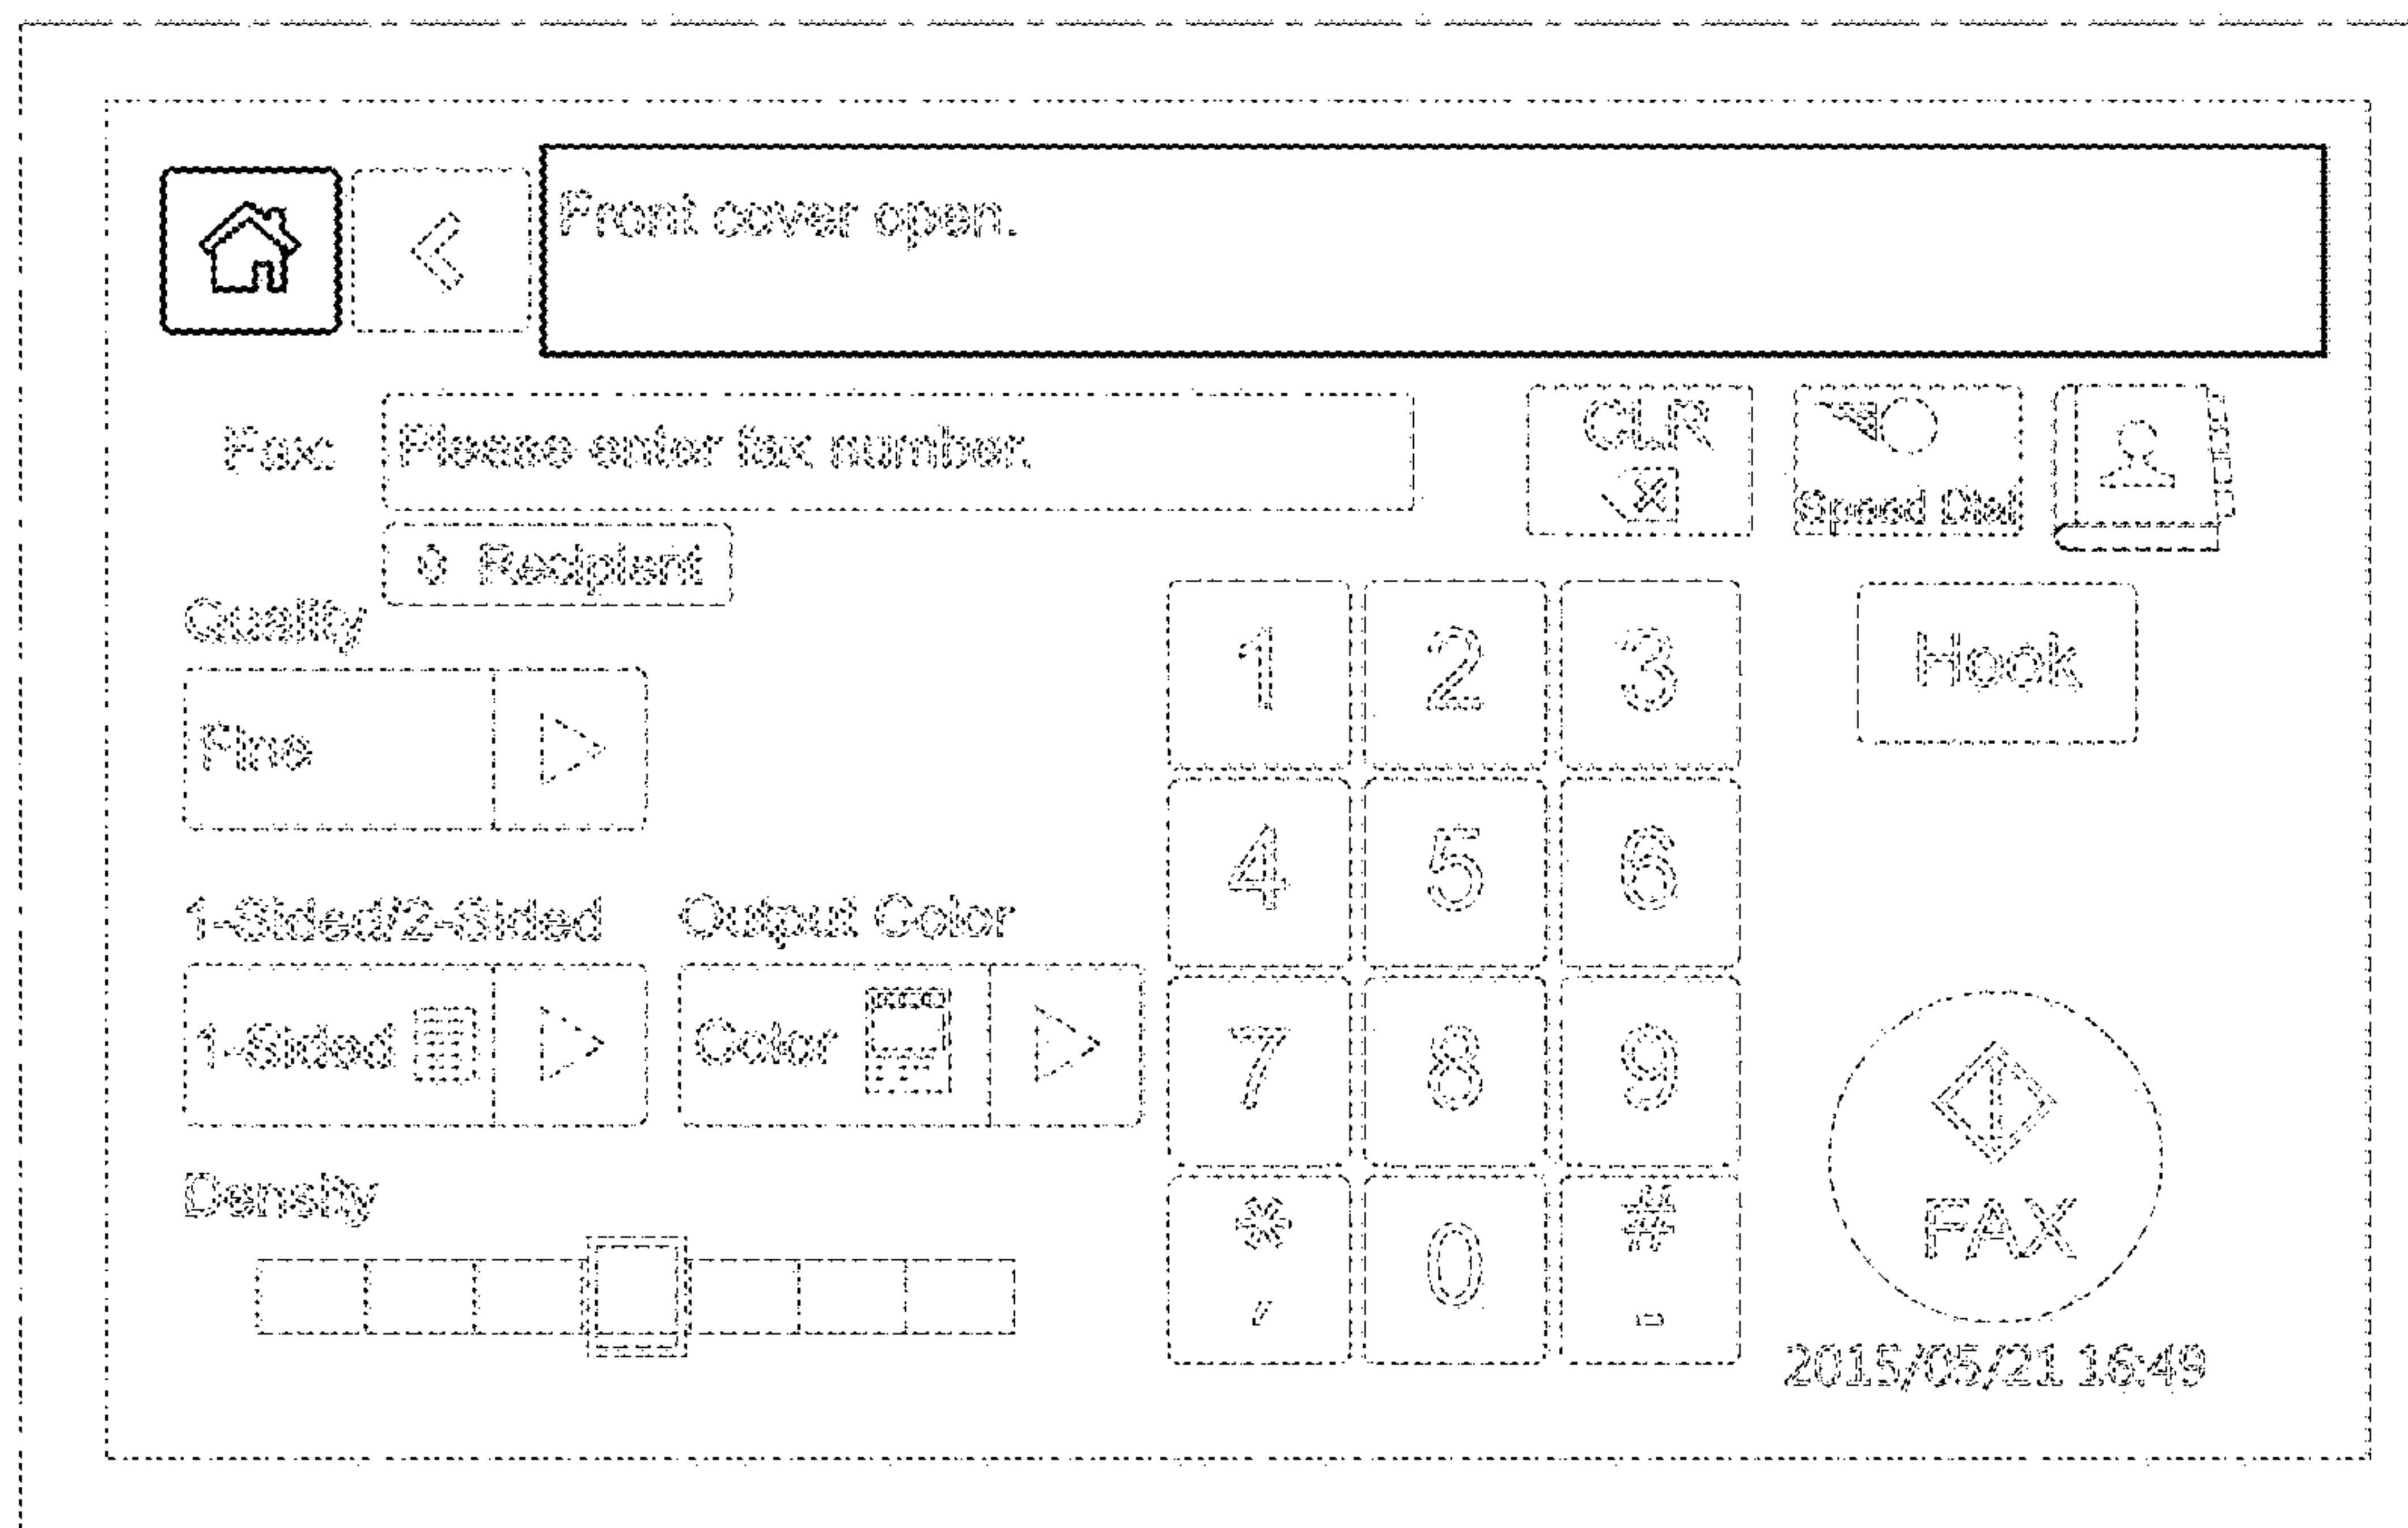 Front cover open.
Fax:
Please enter fax number.
CLR
Speed Dial
0 Recipient
Quality
Fine
1 2 3
Hook
4 5 6
1-Sided/2-Sided
Output Color
1-Sided
Color
7 8 9
Density
* 0 #
, -
FAX
2015/05/21 16:49